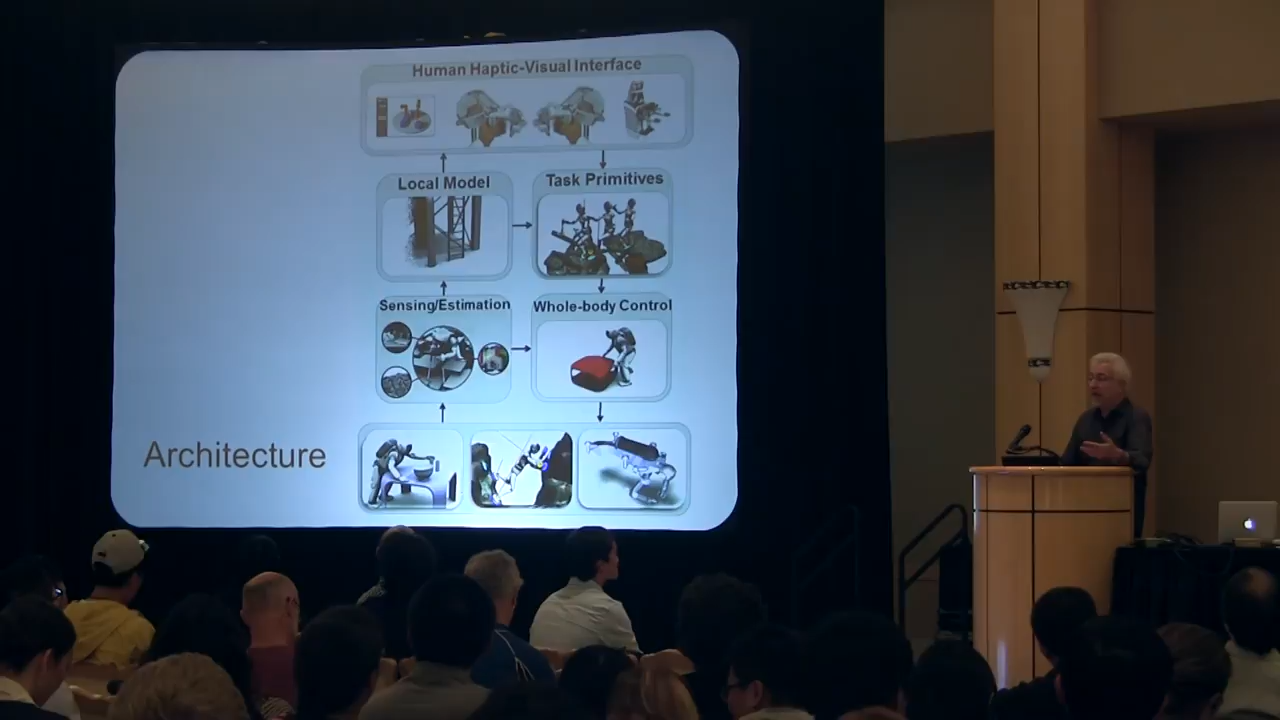 Human Haptic-Visual Interface
Local Model
Task Primitives
Sensing/Estimation
Whole-body Control
Architecture